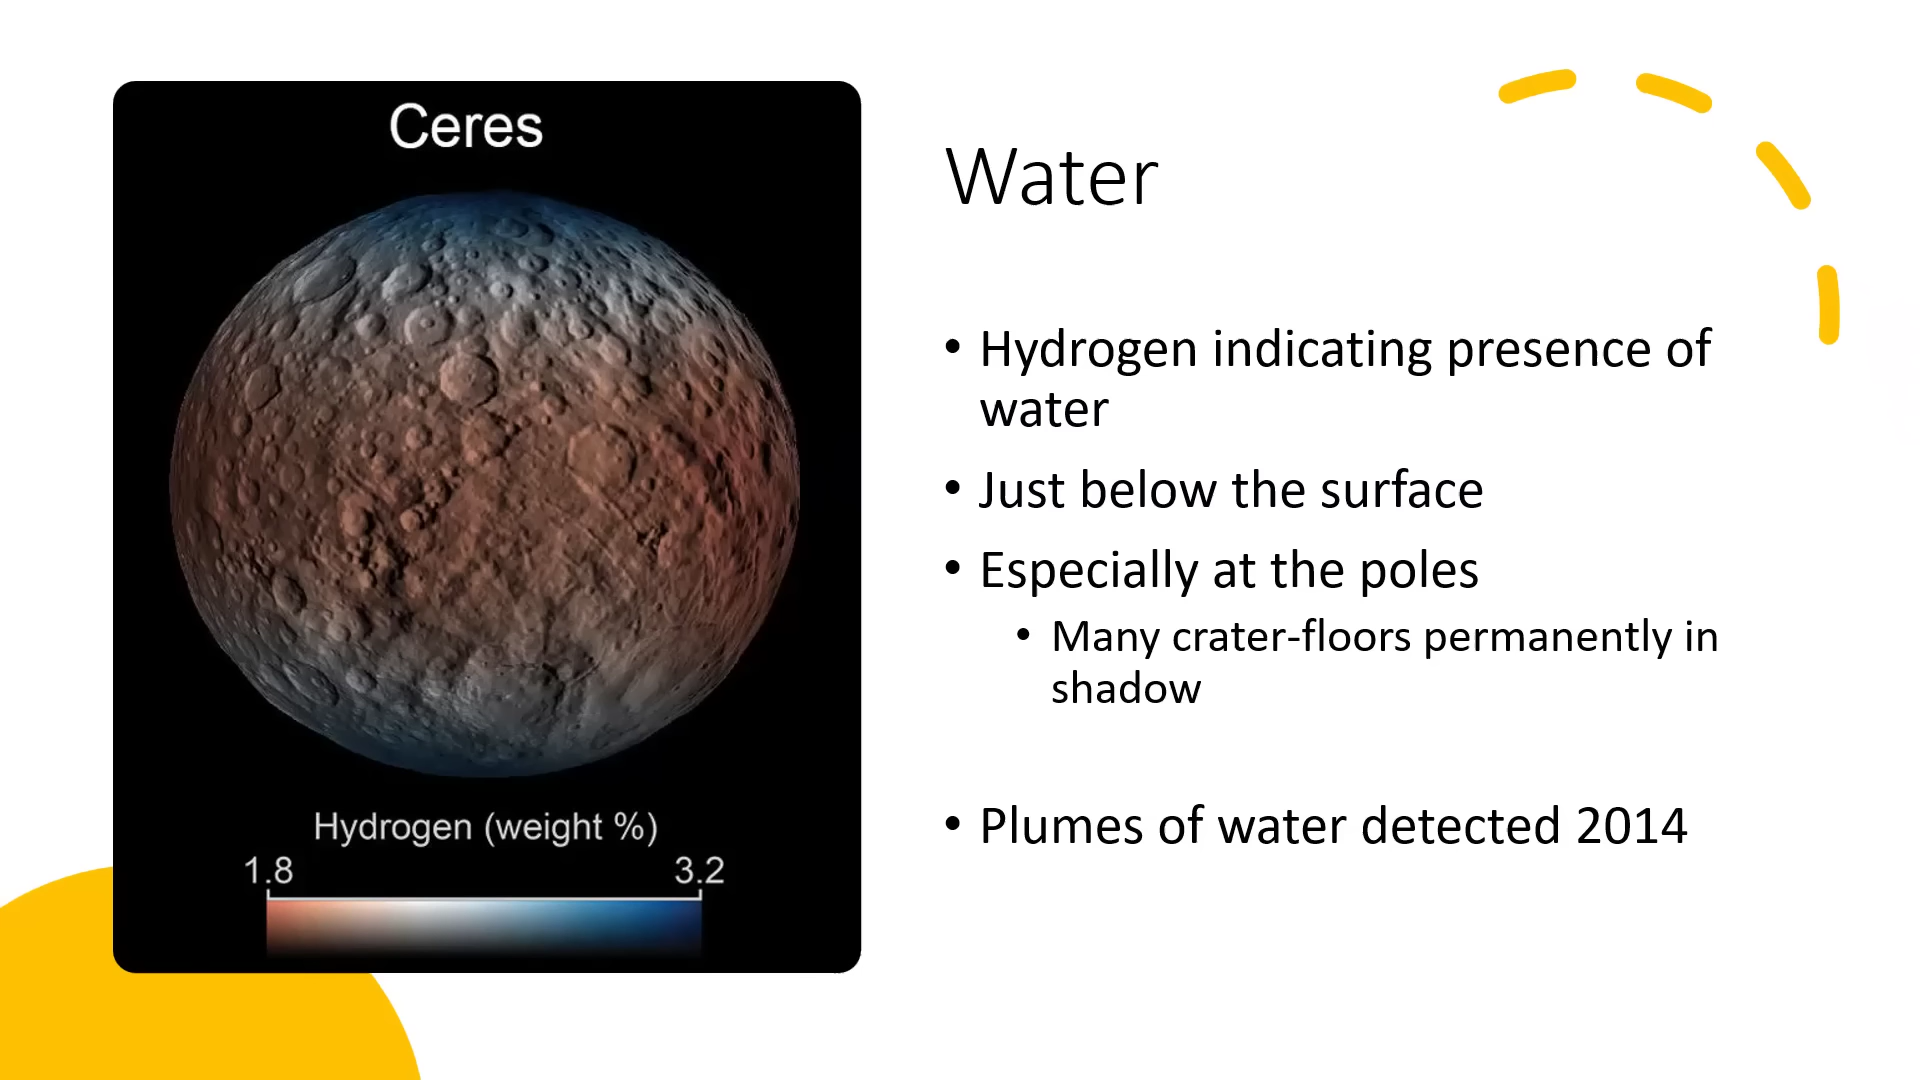 Ceres
Hydrogen (weight %)
1.8 3.2
Water
• Hydrogen indicating presence of
water
• Just below the surface
• Especially at the poles
• Many crater-floors permanently in
shadow
• Plumes of water detected 2014